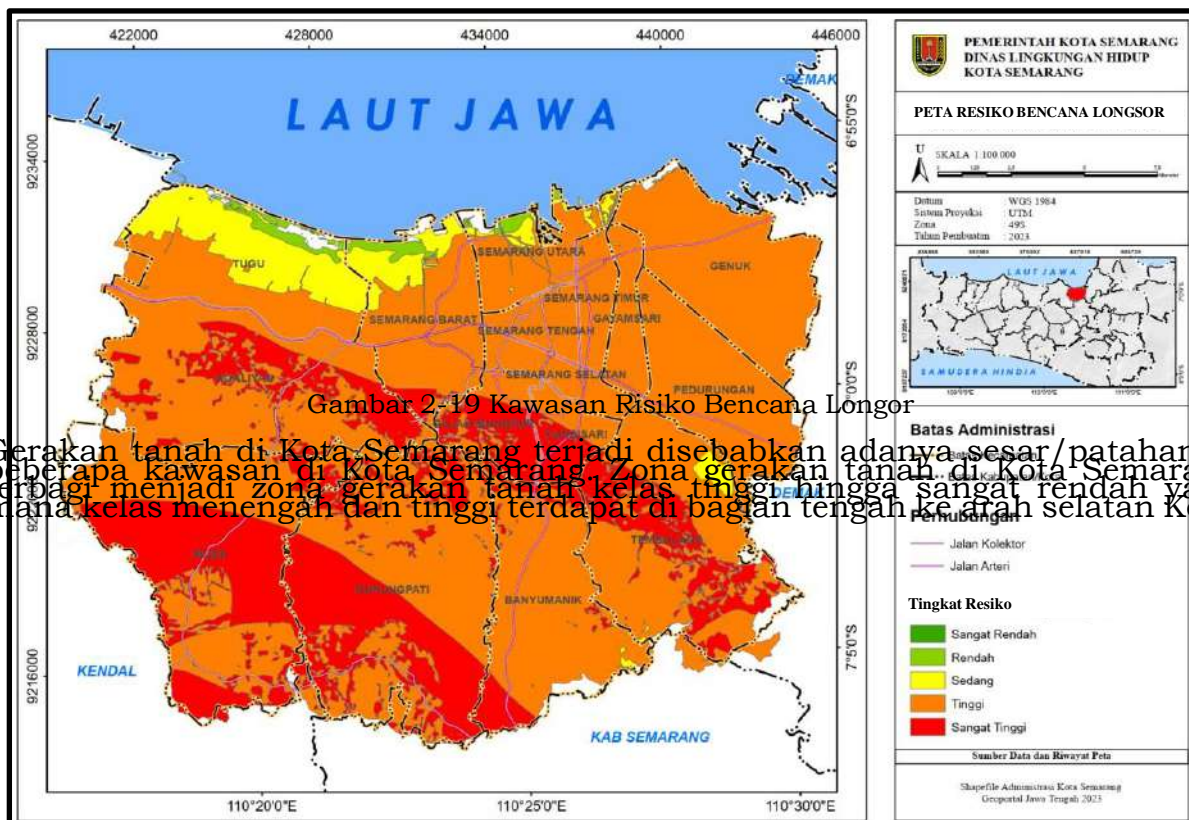 422000 428000 434000 440000 446000
DEMAK
LAUT JAWA
6°55'0"S
9234000
TUGU
SEMARANG UTARA
GENUK
SEMARANG TIMUR
SEMARANG BARAT
GAYAMSARI
SEMARANG TENGAH
9228000
SEMARANG SELATAN
PEDURUNGAN
Gambar 2-19 Kawasan Risiko Bencana Longor
Gerakan tanah di Kota Semarang terjadi disebabkan adanya sesar/patahan
beberapa kawasan di Kota Semarang. Zona gerakan tanah di Kota Semara
erbagi menjadi zona gerakan tanah kelas tinggi hingga sangat rendah ya
mana kelas menengah dan tinggi terdapat di bagian tengah ke arah selatan Ko
DEMAK
GUNUNGPATI
BANYUMANIK
KENDAL
9216000
7°5'0"S
KAB SEMARANG
110°20'0"E 110°25'0"E 110°30'0"E
PEMERINTAH KOTA SEMARANG
DINAS LINGKUNGAN HIDUP
KOTA SEMARANG
PETA RESIKO BENCANA LONGSOR
U
SKALA 1:100 000
Datum : WGS 1984
Sistem Proyeksi : UTM
Zona : 49S
Tahun Pembuatan : 2023
LAUT JAWA
SAMUDERA HINDIA
Batas Administrasi
Perhubungan
Jalan Kolektor
Jalan Arteri
Tingkat Resiko
Sangat Rendah
Rendah
Sedang
Tinggi
Sangat Tinggi
Sumber Data dan Riwayat Peta
Shapefile Administrasi Kota Semarang
Geoportal Jawa Tengah 2023